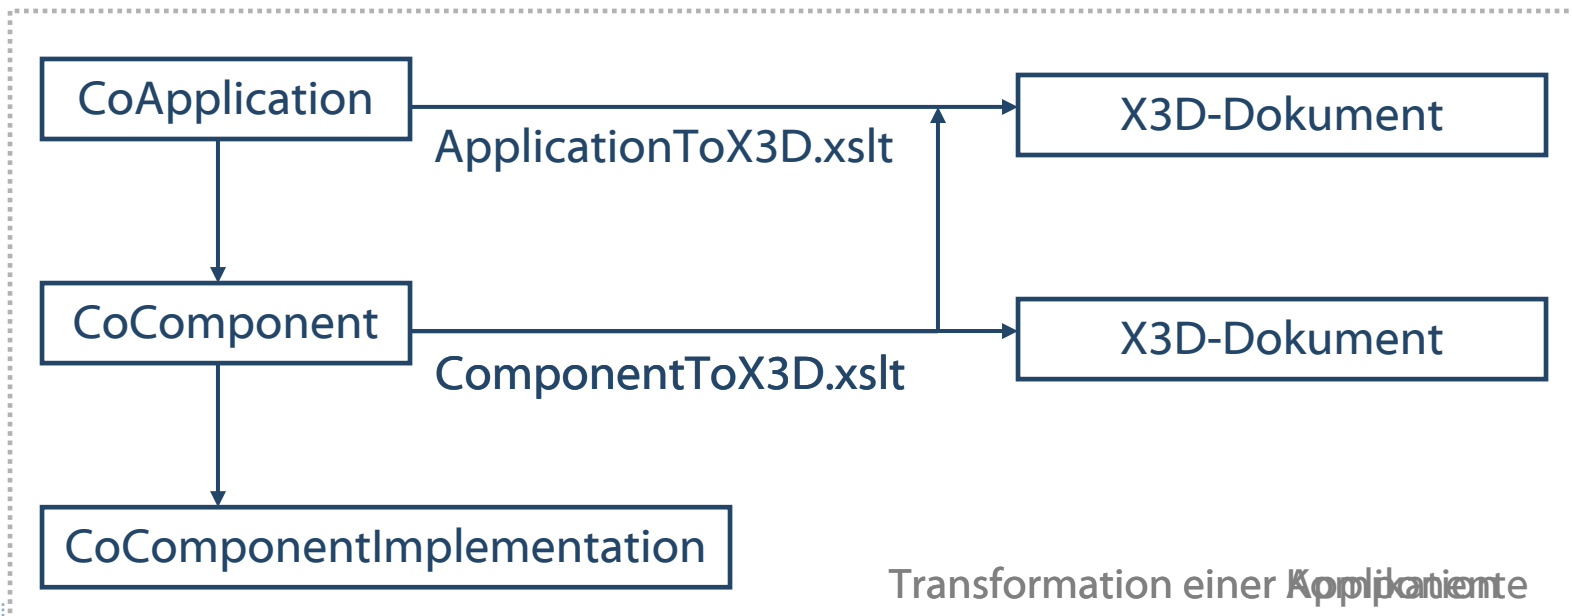 CoApplication
X3D-Dokument
ApplicationToX3D.xslt
CoComponent
X3D-Dokument
ComponentToX3D.xslt
CoComponentImplementation
Transformation einer